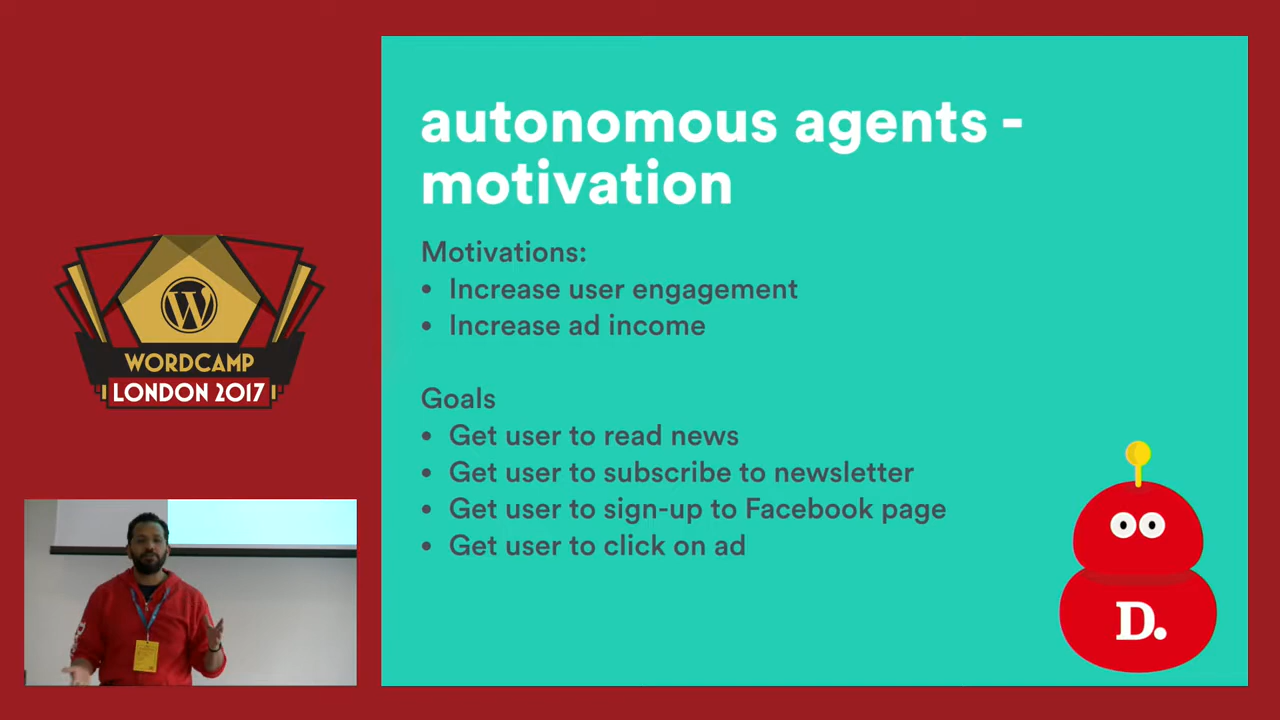 autonomous agents -
motivation
Motivations:
• Increase user engagement
• Increase ad income
Goals
• Get user to read news
• Get user to subscribe to newsletter
• Get user to sign-up to Facebook page
• Get user to click on ad
W
WORDCAMP
LONDON 2017
D.